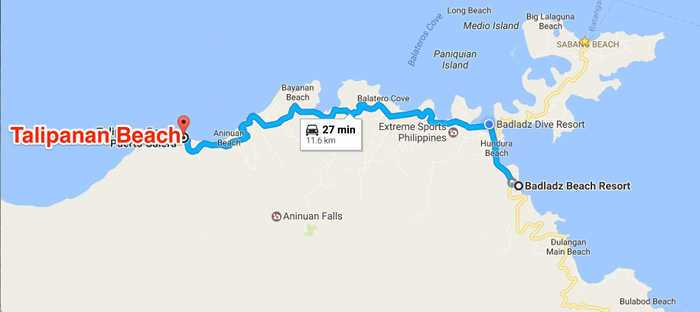 Long Beach
Medio Island
Big Lalaguna
Beach
SABANG BEACH
Balateros Cove
Paniquian
Island
Bayanan
Beach
Balatero Cove
Talipanan Beach
Aninuan
Beach
27 min
11.6 km
Extreme Sports
Philippines
Badladz Dive Resort
Hundura
Beach
Badladz Beach Resort
Aninuan Falls
Dulangan
Main Beach
Bulabod Beach